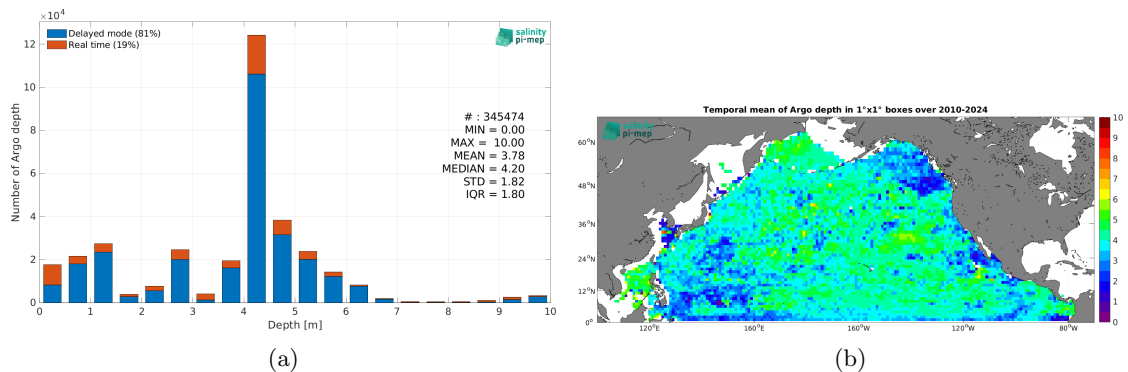 ×10⁴
Delayed mode (81%)
Real time (19%)
salinity
pi-mep
12
10
8
6
4
2
0
Number of Argo depth
# : 345474
MIN = 0.00
MAX = 10.00
MEAN = 3.78
MEDIAN = 4.20
STD = 1.82
IQR = 1.80
0 1 2 3 4 5 6 7 8 9 10
Depth [m]
(a)
Temporal mean of Argo depth in 1°x1° boxes over 2010-2024
salinity
pi-mep
60°N
48°N
36°N
24°N
12°N
0°
120°E 160°E 160°W 120°W 80°W
10
9
8
7
6
5
4
3
2
1
0
(b)